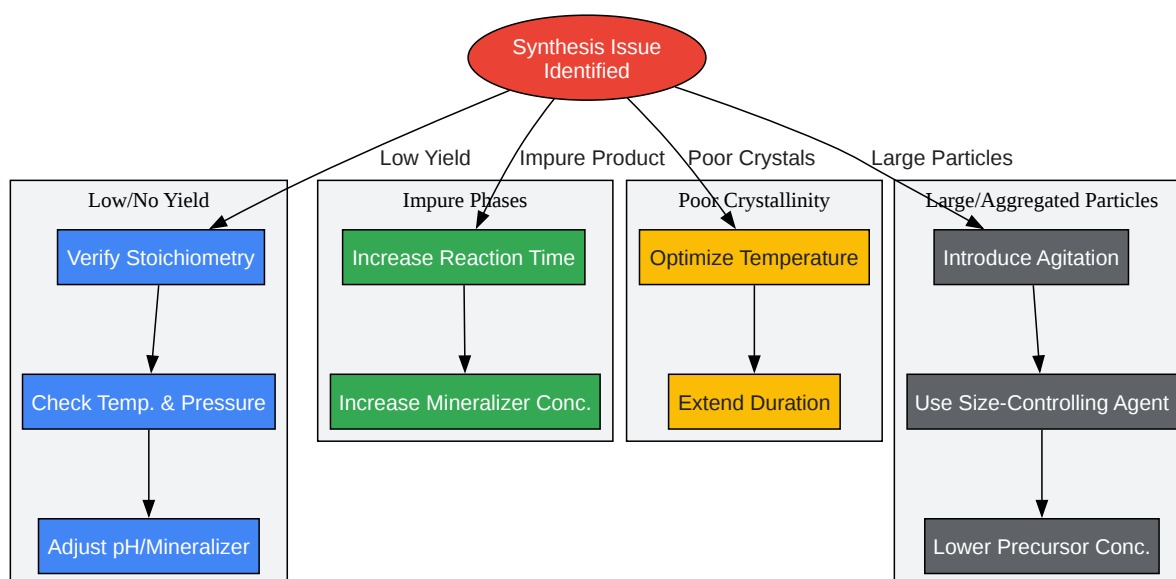 Synthesis Issue
Identified
Low Yield
Impure Product
Poor Crystals
Large Particles
Low/No Yield
Impure Phases
Poor Crystallinity
Large/Aggregated Particles
Verify Stoichiometry
Increase Reaction Time
Optimize Temperature
Introduce Agitation
Check Temp. & Pressure
Increase Mineralizer Conc.
Extend Duration
Use Size-Controlling Agent
Adjust pH/Mineralizer
Lower Precursor Conc.